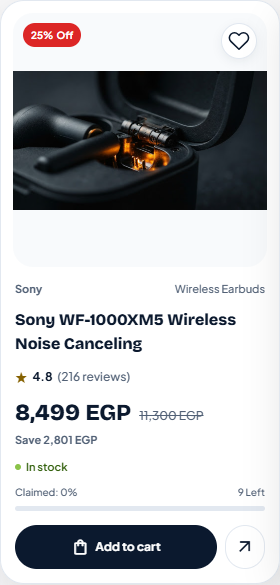 25% Off
Sony
Wireless Earbuds
Sony WF-1000XM5 Wireless
Noise Canceling
4.8 (216 reviews)
8,499 EGP 11,300 EGP
Save 2,801 EGP
In stock
Claimed: 0%
9 Left
Add to cart